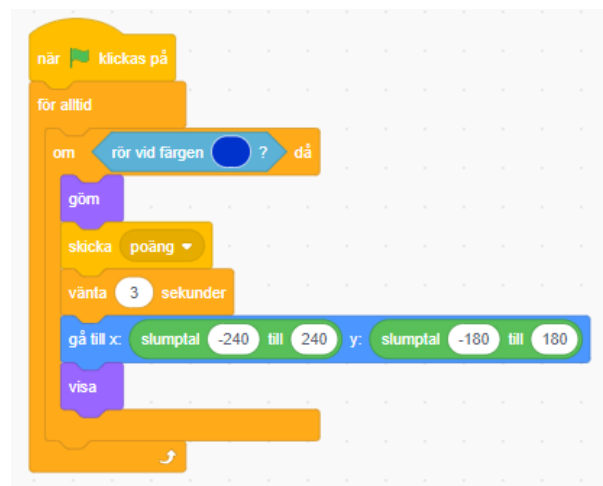 när klickas på
för alltid
om rör vid färgen ? då
göm
skicka poäng
vänta 3 sekunder
gå till x: slumptal -240 till 240 y: slumptal -180 till 180
visa